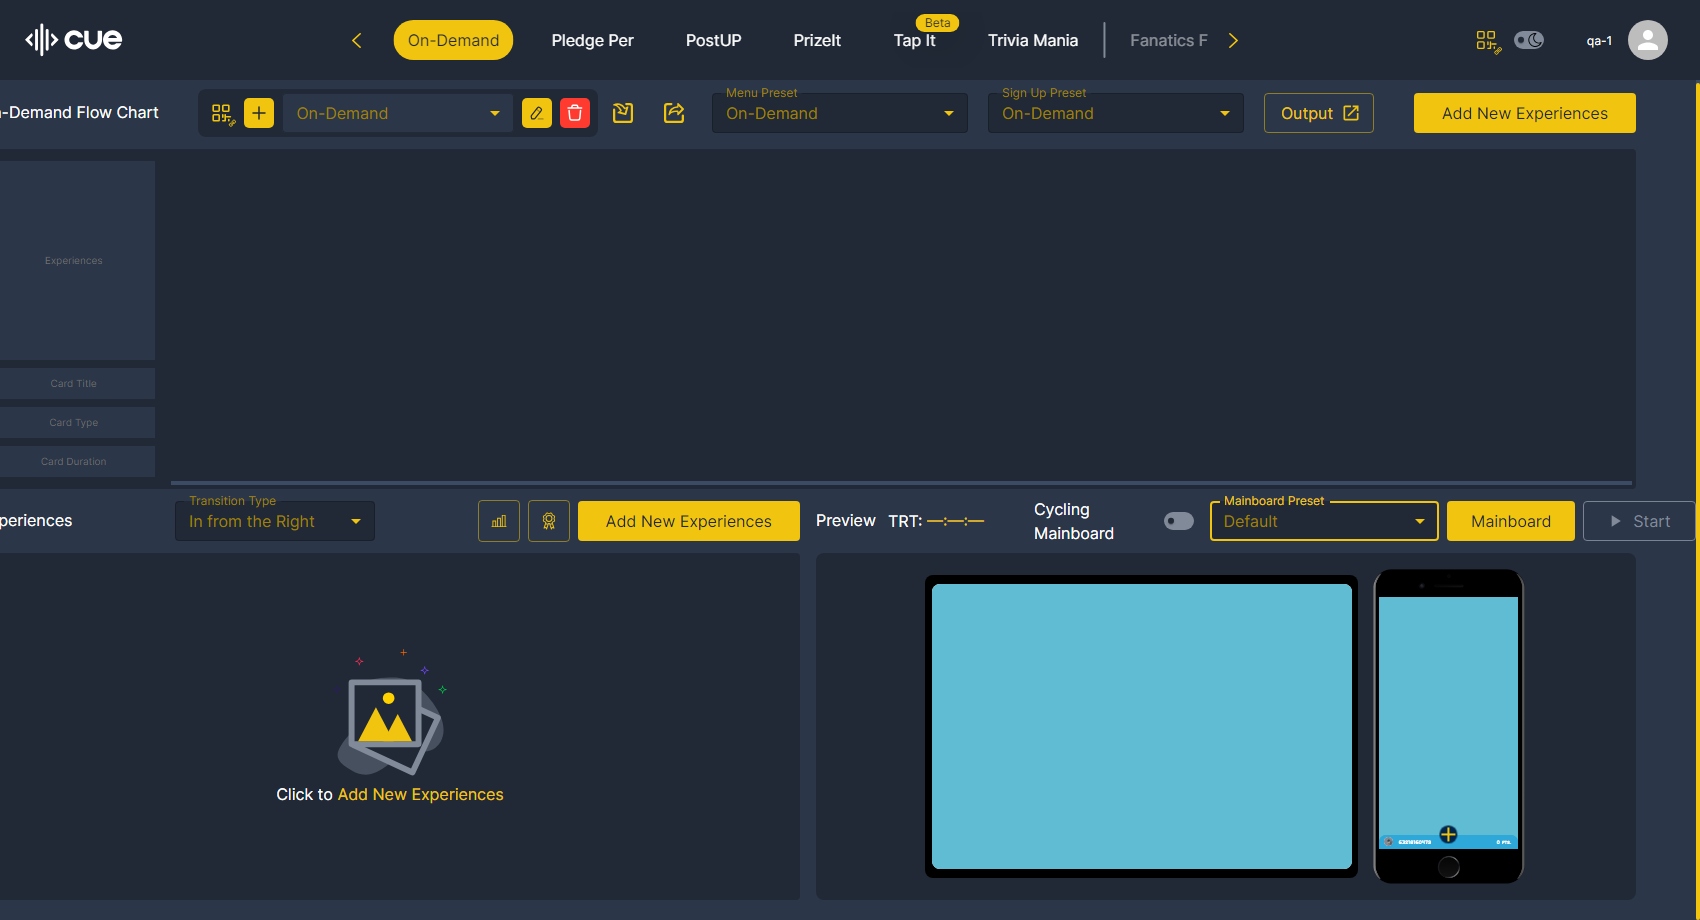 cue
On-Demand
Pledge Per
PostUP
PrizeIt
Beta
Tap It
Trivia Mania
Fanatics F
qa-1
-Demand Flow Chart
On-Demand
Menu Preset
On-Demand
Sign Up Preset
On-Demand
Output
Add New Experiences
Experiences
Card Title
Card Type
Card Duration
periences
Transition Type
In from the Right
Add New Experiences
Preview
TRT: —:—:—
Cycling
Mainboard
Mainboard Preset
Default
Mainboard
Start
Click to Add New Experiences
0 PTS.